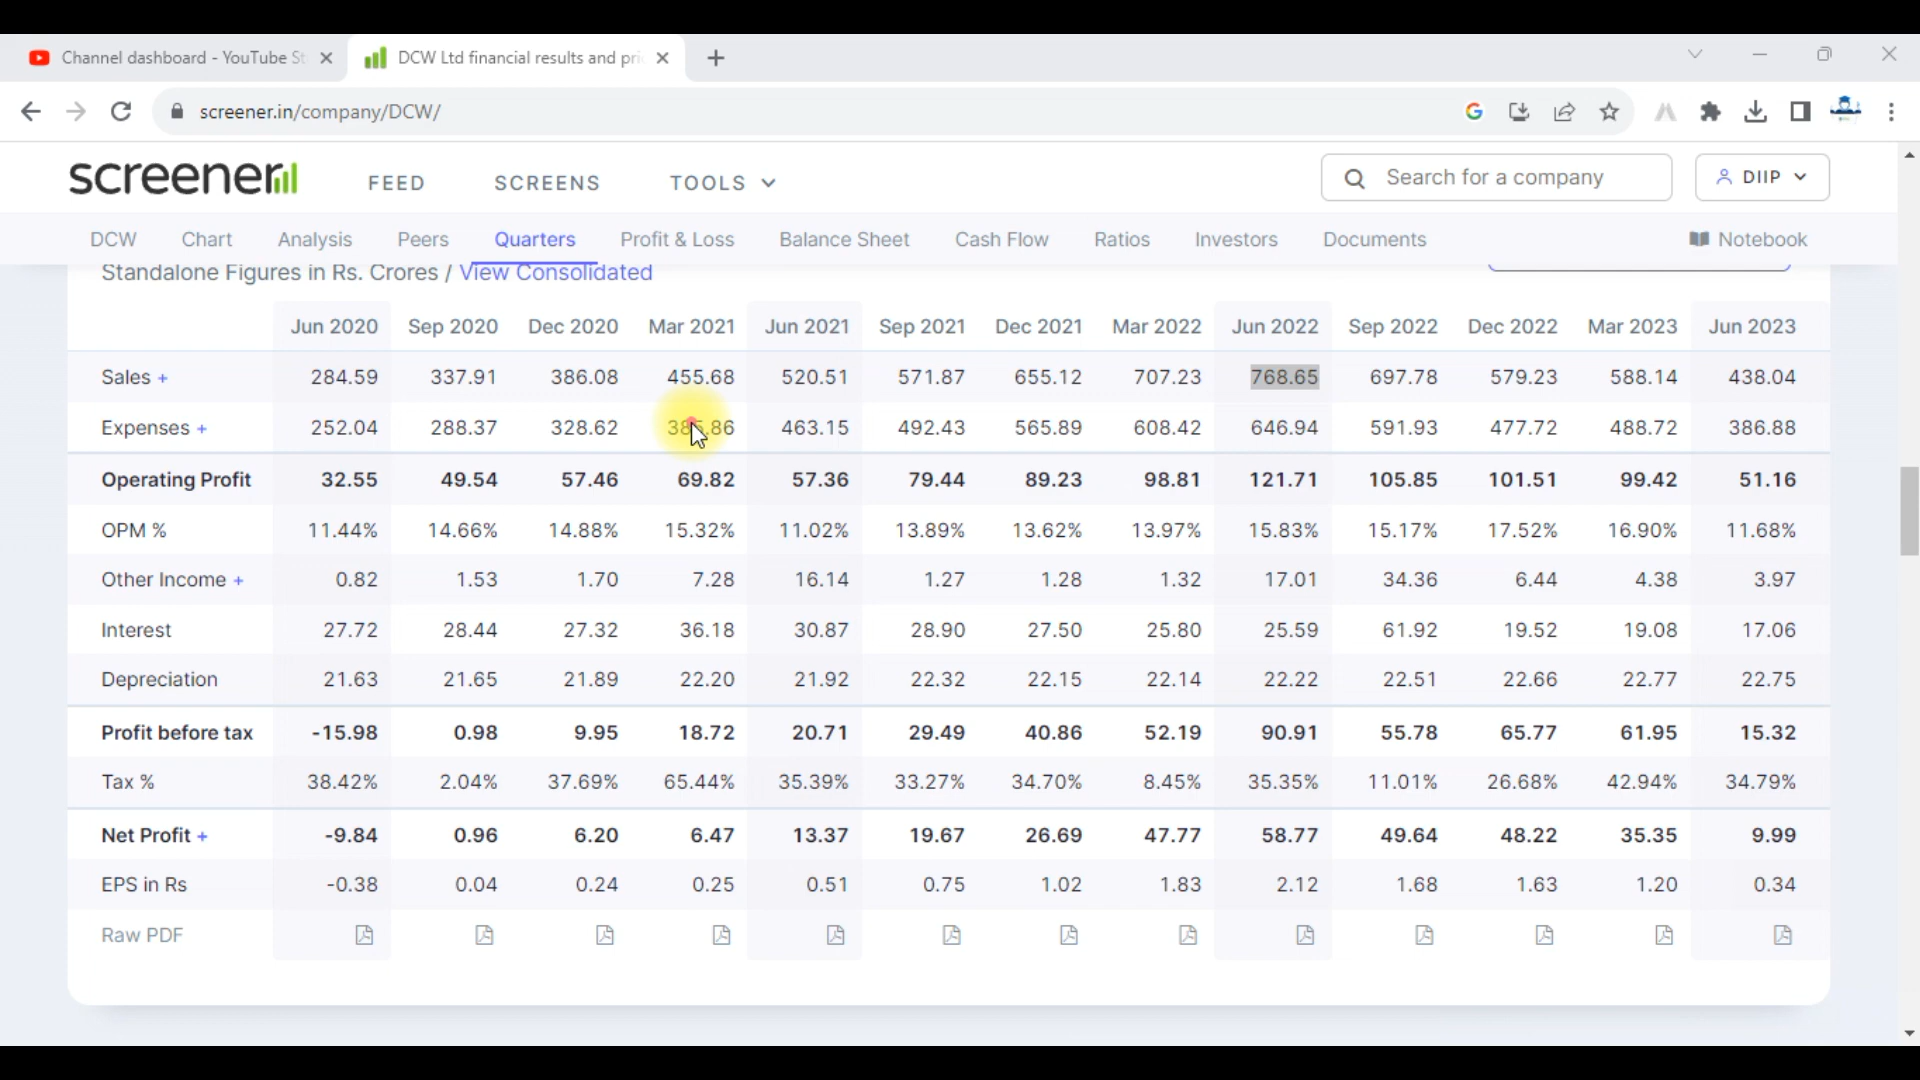 Channel dashboard - YouTube St
DCW Ltd financial results and pri
screener.in/company/DCW/
screener
FEED SCREENS TOOLS
Search for a company
DIIP
DCW Chart Analysis Peers Quarters Profit & Loss Balance Sheet Cash Flow Ratios Investors Documents Notebook
Standalone Figures in Rs. Crores / View Consolidated
Jun 2020 Sep 2020 Dec 2020 Mar 2021 Jun 2021 Sep 2021 Dec 2021 Mar 2022 Jun 2022 Sep 2022 Dec 2022 Mar 2023 Jun 2023
Sales + 284.59 337.91 386.08 455.68 520.51 571.87 655.12 707.23 768.65 697.78 579.23 588.14 438.04
Expenses + 252.04 288.37 328.62 385.86 463.15 492.43 565.89 608.42 646.94 591.93 477.72 488.72 386.88
Operating Profit 32.55 49.54 57.46 69.82 57.36 79.44 89.23 98.81 121.71 105.85 101.51 99.42 51.16
OPM % 11.44% 14.66% 14.88% 15.32% 11.02% 13.89% 13.62% 13.97% 15.83% 15.17% 17.52% 16.90% 11.68%
Other Income + 0.82 1.53 1.70 7.28 16.14 1.27 1.28 1.32 17.01 34.36 6.44 4.38 3.97
Interest 27.72 28.44 27.32 36.18 30.87 28.90 27.50 25.80 25.59 61.92 19.52 19.08 17.06
Depreciation 21.63 21.65 21.89 22.20 21.92 22.32 22.15 22.14 22.22 22.51 22.66 22.77 22.75
Profit before tax -15.98 0.98 9.95 18.72 20.71 29.49 40.86 52.19 90.91 55.78 65.77 61.95 15.32
Tax % 38.42% 2.04% 37.69% 65.44% 35.39% 33.27% 34.70% 8.45% 35.35% 11.01% 26.68% 42.94% 34.79%
Net Profit + -9.84 0.96 6.20 6.47 13.37 19.67 26.69 47.77 58.77 49.64 48.22 35.35 9.99
EPS in Rs -0.38 0.04 0.24 0.25 0.51 0.75 1.02 1.83 2.12 1.68 1.63 1.20 0.34
Raw PDF